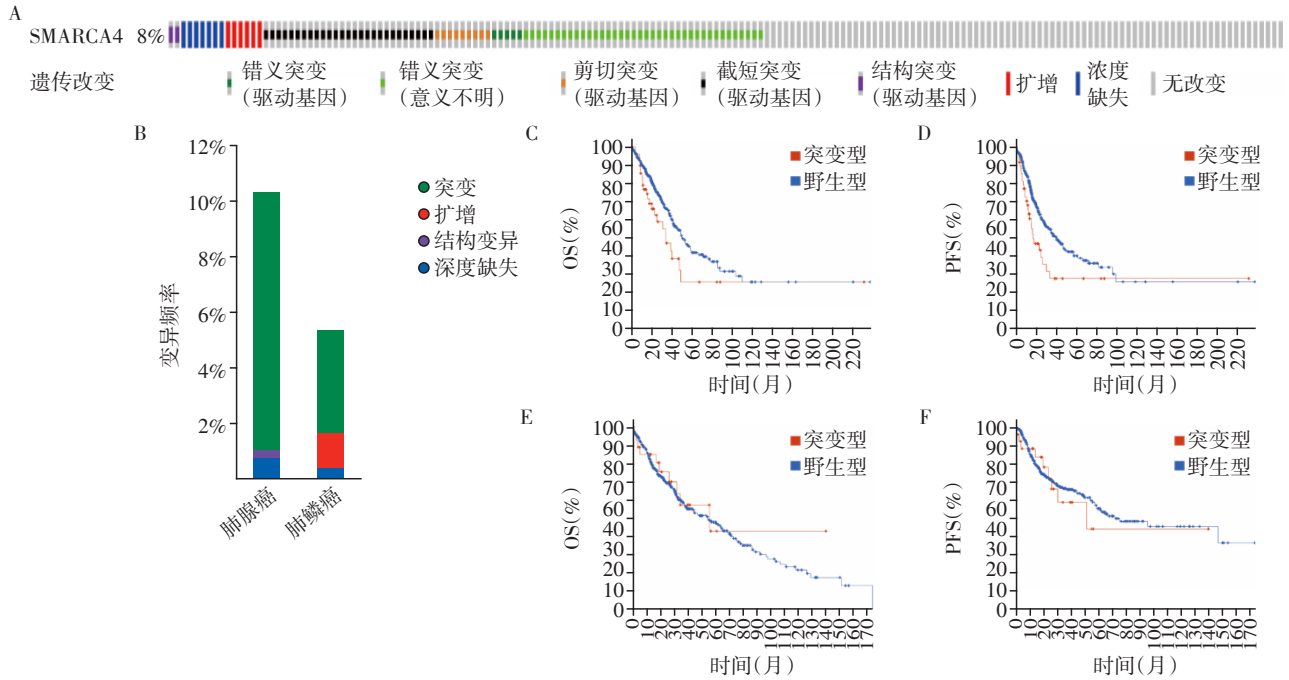 A
SMARCA4 8%
遗传改变
错义突变
(驱动基因)
错义突变
(意义不明)
剪切突变
(驱动基因)
截短突变
(驱动基因)
结构突变
(驱动基因)
扩增
浓度
缺失
无改变
B
12%
10%
8%
6%
4%
2%
变异频率
肺腺癌
肺鳞癌
突变
扩增
结构变异
深度缺失
C
100
90
80
70
60
50
40
30
20
10
0
OS(%)
0 20 40 60 80 100 120 140 160 180 200 220
时间(月)
突变型
野生型
D
100
90
80
70
60
50
40
30
20
10
0
PFS(%)
0 20 40 60 80 100 120 140 160 180 200 220
时间(月)
突变型
野生型
E
100
90
80
70
60
50
40
30
20
10
0
OS(%)
0 10 20 30 40 50 60 70 80 90 100 110 120 130 140 150 160 170
时间(月)
突变型
野生型
F
100
90
80
70
60
50
40
30
20
10
0
PFS(%)
0 10 20 30 40 50 60 70 80 90 100 110 120 130 140 150 160 170
时间(月)
突变型
野生型